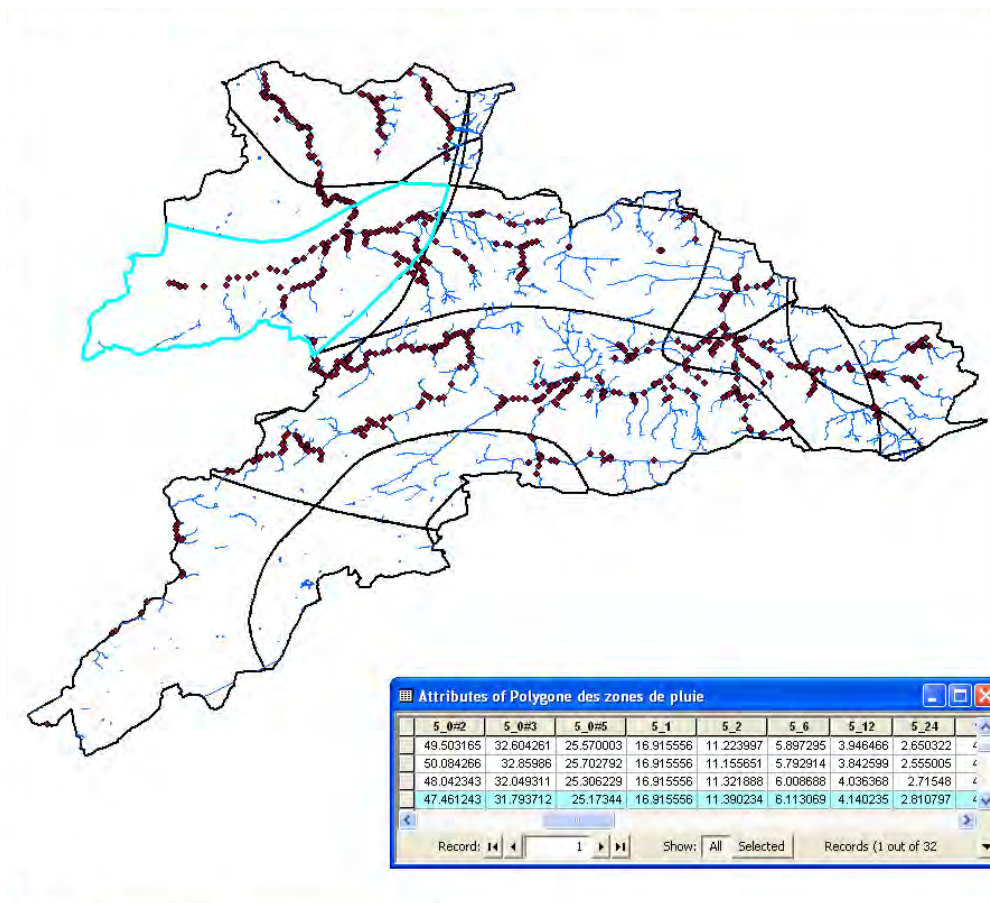 Attributes of Polygone des zones de pluie
5_0#2 5_0#3 5_0#5 5_1 5_2 5_6 5_12 5_24
49.503165 32.604261 25.570003 16.915556 11.223997 5.897295 3.946466 2.650322 4
50.084266 32.85986 25.702792 16.915556 11.155651 5.792914 3.842599 2.555005 4
48.042343 32.049311 25.306229 16.915556 11.321888 6.008688 4.036368 2.71548 4
47.461243 31.793712 25.17344 16.915556 11.390234 6.113069 4.140235 2.810797 4
Record: 1 Show: All Selected Records (1 out of 32